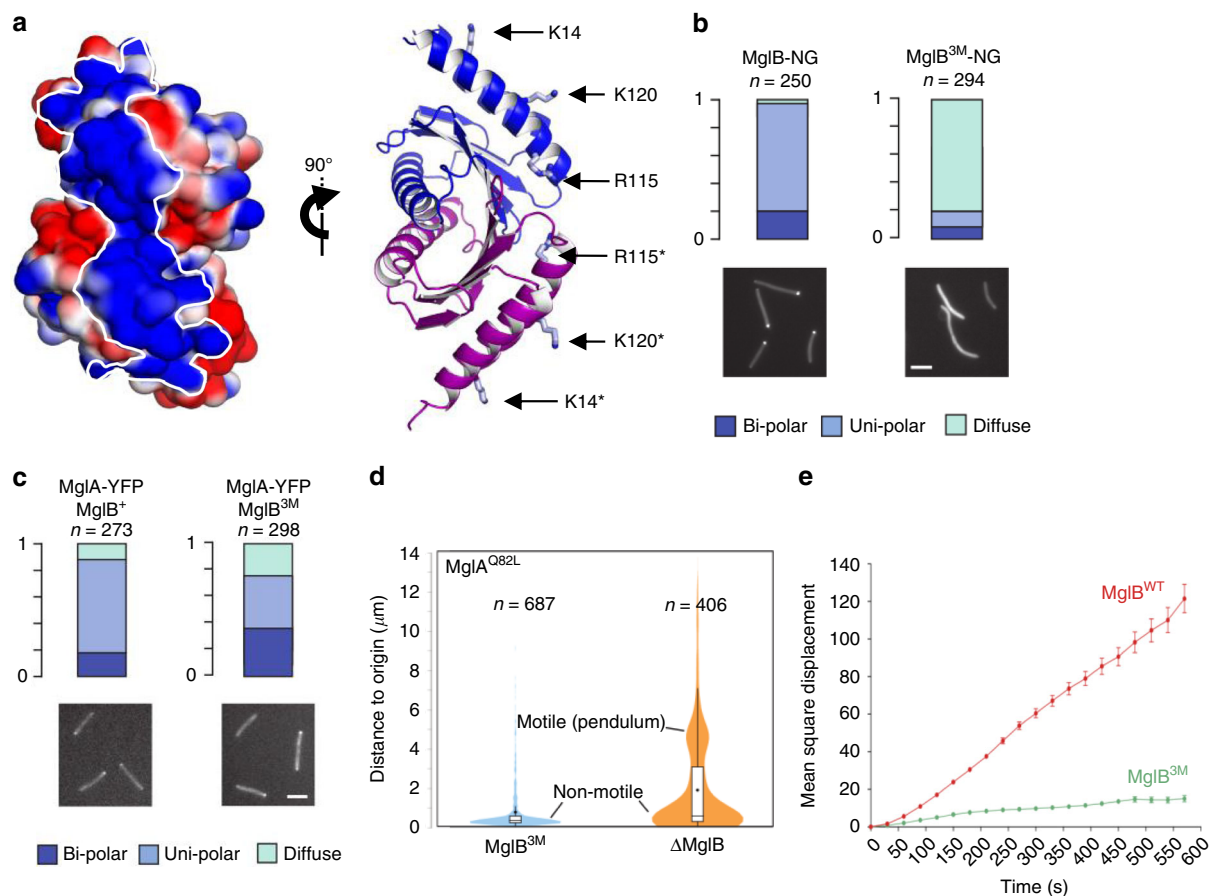 a
90°
K14
K120
R115
R115*
K120*
K14*
b
MglB-NG
n = 250
MglB3M-NG
n = 294
1
0
1
0
Bi-polar Uni-polar Diffuse
c
MglA-YFP
MglB+
n = 273
MglA-YFP
MglB3M
n = 298
1
0
1
0
Bi-polar Uni-polar Diffuse
d
Distance to origin (µm)
14
12
10
8
6
4
2
0
MglAQ82L
n = 687
n = 406
Motile (pendulum)
Non-motile
MglB3M
ΔMglB
e
Mean square displacement
140
120
100
80
60
40
20
0
MglBWT
MglB3M
0 50 100 150 200 250 300 350 400 450 500 550 600
Time (s)